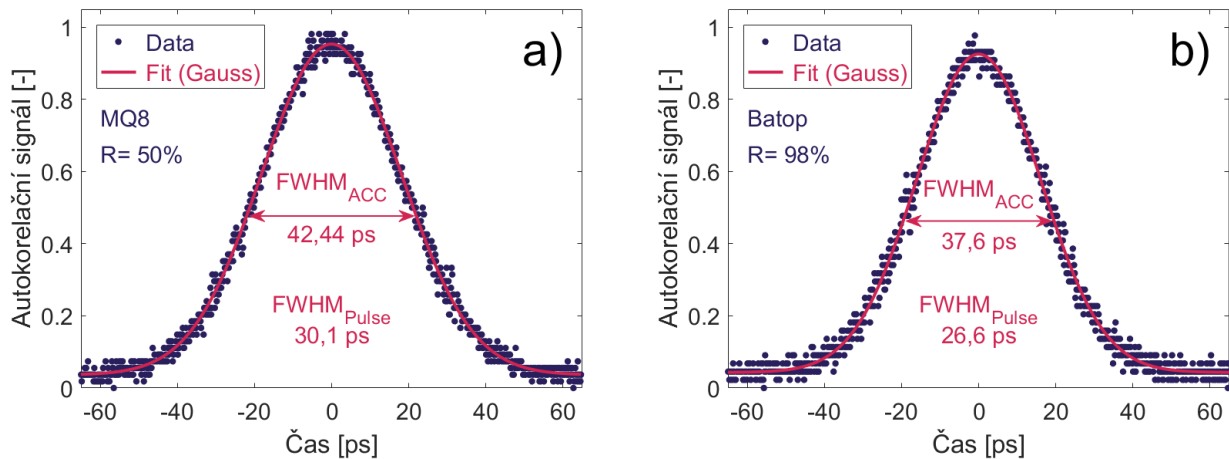 a)
Data
Fit (Gauss)
MQ8
R= 50%
FWHM_ACC
42,44 ps
FWHM_Pulse
30,1 ps
Autokorelační signál [-]
1
0.8
0.6
0.4
0.2
0
-60 -40 -20 0 20 40 60
Čas [ps]
b)
Data
Fit (Gauss)
Batop
R= 98%
FWHM_ACC
37,6 ps
FWHM_Pulse
26,6 ps
Autokorelační signál [-]
1
0.8
0.6
0.4
0.2
0
-60 -40 -20 0 20 40 60
Čas [ps]